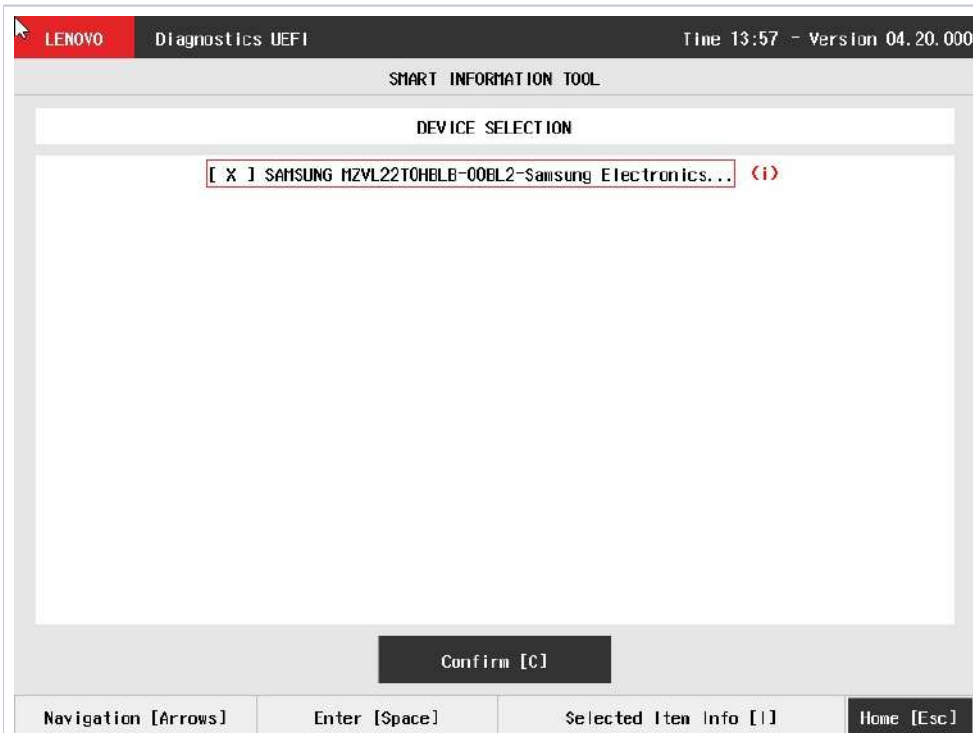 LENOVO Diagnostics UEFI Time 13:57 - Version 04.20.000
SMART INFORMATION TOOL
DEVICE SELECTION
[ X ] SAMSUNG MZVL22T0HBLB-00BL2-Samsung Electronics... (i)
Confirm [C]
Navigation [Arrows] Enter [Space] Selected Item Info [I] Home [Esc]